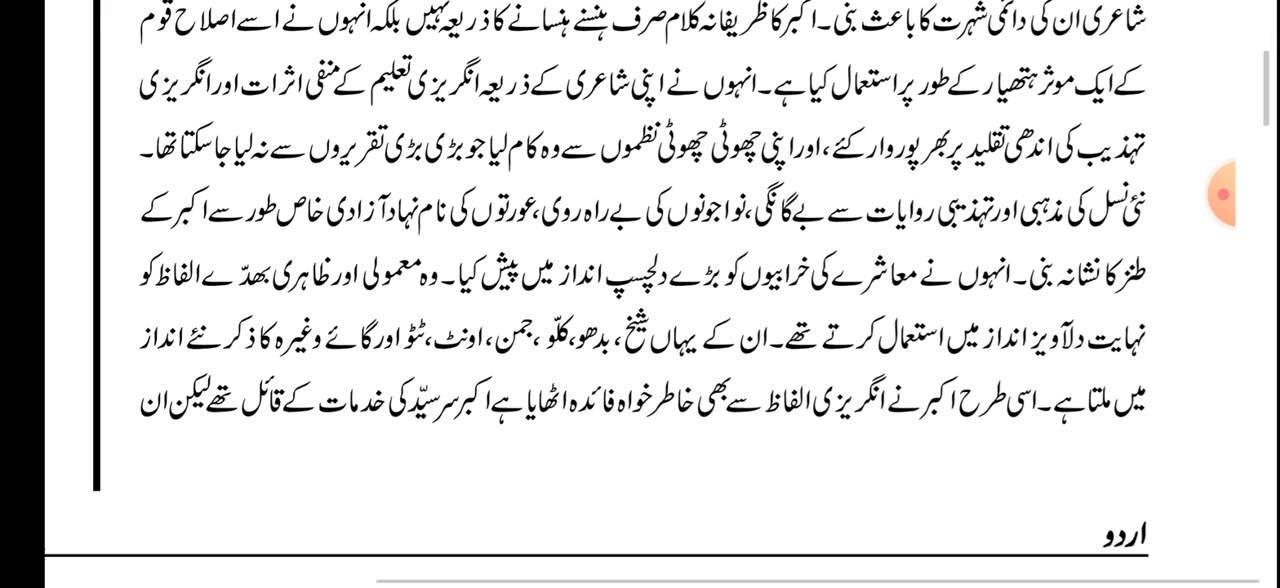 شاعری ان کی دائمی شہرت کا باعث بنی۔ اکبر کا ظریفانہ کلام صرف ہنسنے ہنسانے کا ذریعہ نہیں بلکہ انہوں نے اسے اصلاح قوم
کے ایک موثر ہتھیار کے طور پر استعمال کیا ہے۔ انہوں نے اپنی شاعری کے ذریعہ انگریزی تعلیم کے منفی اثرات اور انگریزی
تہذیب کی اندھی تقلید پر بھر پور وار کئے، اور اپنی چھوٹی چھوٹی نظموں سے وہ کام لیا جو بڑی بڑی تقریروں سے نہ لیا جاسکتا تھا۔
نئی نسل کی مذہبی اور تہذیبی روایات سے بے گانگی، نواجونوں کی بے راہ روی، عورتوں کی نام نہاد آزادی خاص طور سے اکبر کے
طنز کا نشانہ بنی۔ انہوں نے معاشرے کی خرابیوں کو بڑے دلچسپ انداز میں پیش کیا۔ وہ معمولی اور ظاہری بھدّے الفاظ کو
نہایت دلآویز انداز میں استعمال کرتے تھے۔ ان کے یہاں شیخ، بدھو، کلّو، جمن، اونٹ، ٹٹو اور گائے وغیرہ کا ذکر نئے انداز
میں ملتا ہے۔ اسی طرح اکبر نے انگریزی الفاظ سے بھی خاطر خواہ فائدہ اٹھایا ہے اکبر سرسیّد کی خدمات کے قائل تھے لیکن ان
اردو